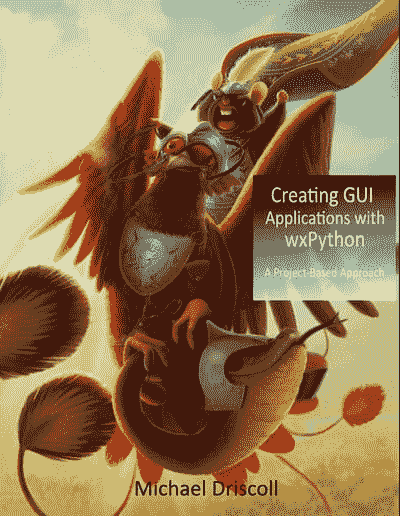 Creating GUI
Applications with
wxPython
A Project-Based Approach
Michael Driscoll